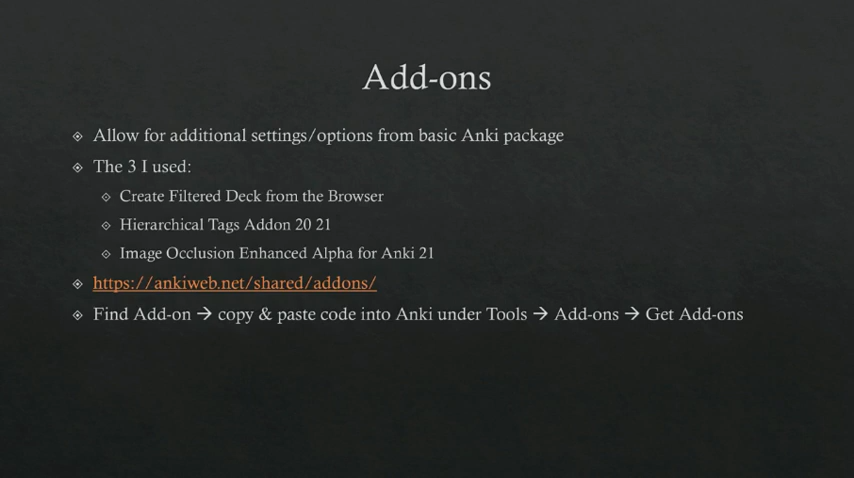 Add-ons
Allow for additional settings/options from basic Anki package
The 3 I used:
Create Filtered Deck from the Browser
Hierarchical Tags Addon 20 21
Image Occlusion Enhanced Alpha for Anki 21
https://ankiweb.net/shared/addons/
Find Add-on → copy & paste code into Anki under Tools → Add-ons → Get Add-ons